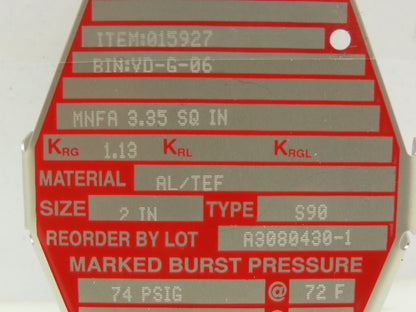 ITEM:015927
BIN:VD-G-06
MNFA 3.35 SQ IN
KRG 1.13 KRL KRGL
MATERIAL AL/TEF
SIZE 2 IN TYPE S90
REORDER BY LOT A3080430-1
MARKED BURST PRESSURE
74 PSIG @ 72 F